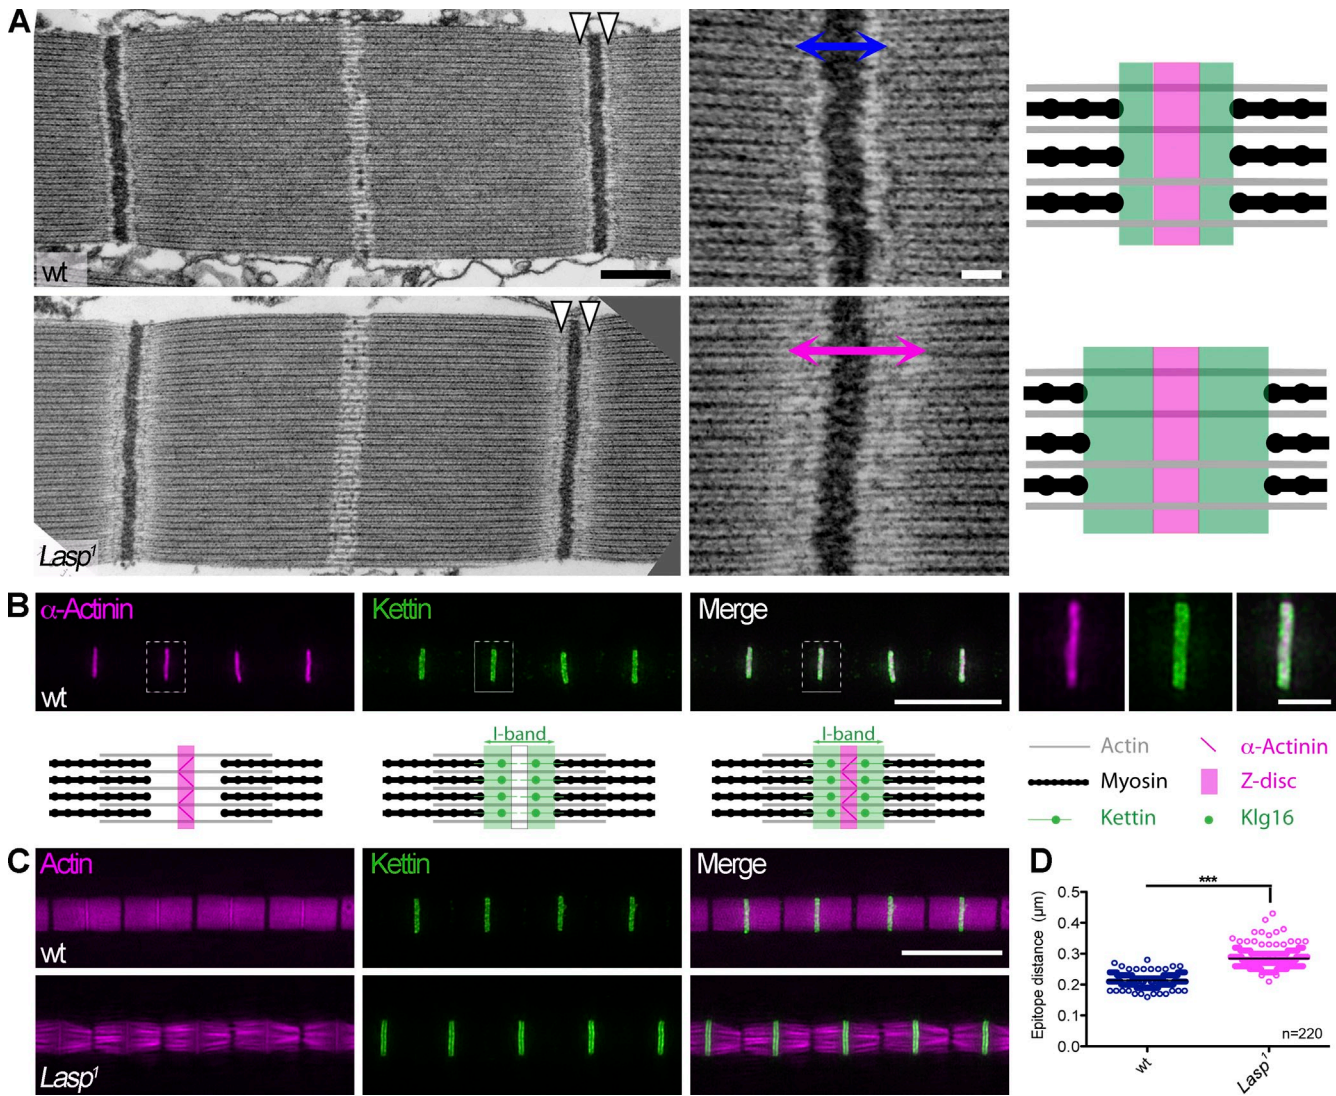 A
wt
Lasp¹
B
α-Actinin
Kettin
Merge
wt
I-band
I-band
Actin
α-Actinin
Myosin
Z-disc
Kettin
Klg16
C
Actin
Kettin
Merge
wt
Lasp¹
D
***
Epitope distance (μm)
0.5
0.4
0.3
0.2
0.1
0.0
n=220
wt
Lasp¹